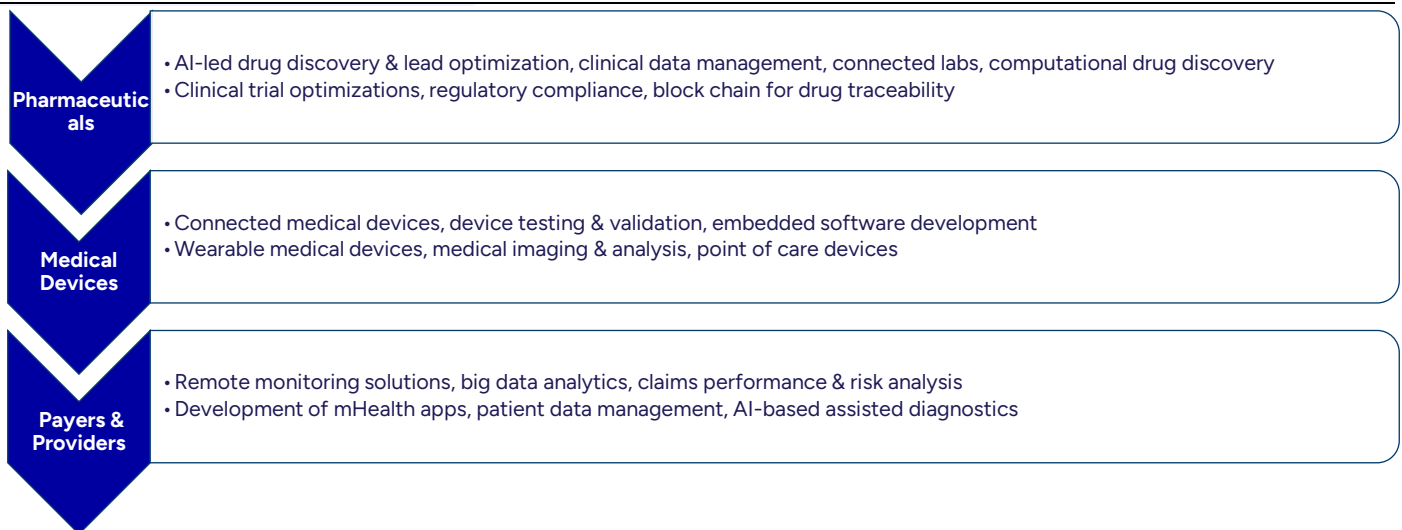 Pharmaceutic
als
• AI-led drug discovery & lead optimization, clinical data management, connected labs, computational drug discovery
• Clinical trial optimizations, regulatory compliance, block chain for drug traceability
Medical
Devices
• Connected medical devices, device testing & validation, embedded software development
• Wearable medical devices, medical imaging & analysis, point of care devices
Payers &
Providers
• Remote monitoring solutions, big data analytics, claims performance & risk analysis
• Development of mHealth apps, patient data management, AI-based assisted diagnostics